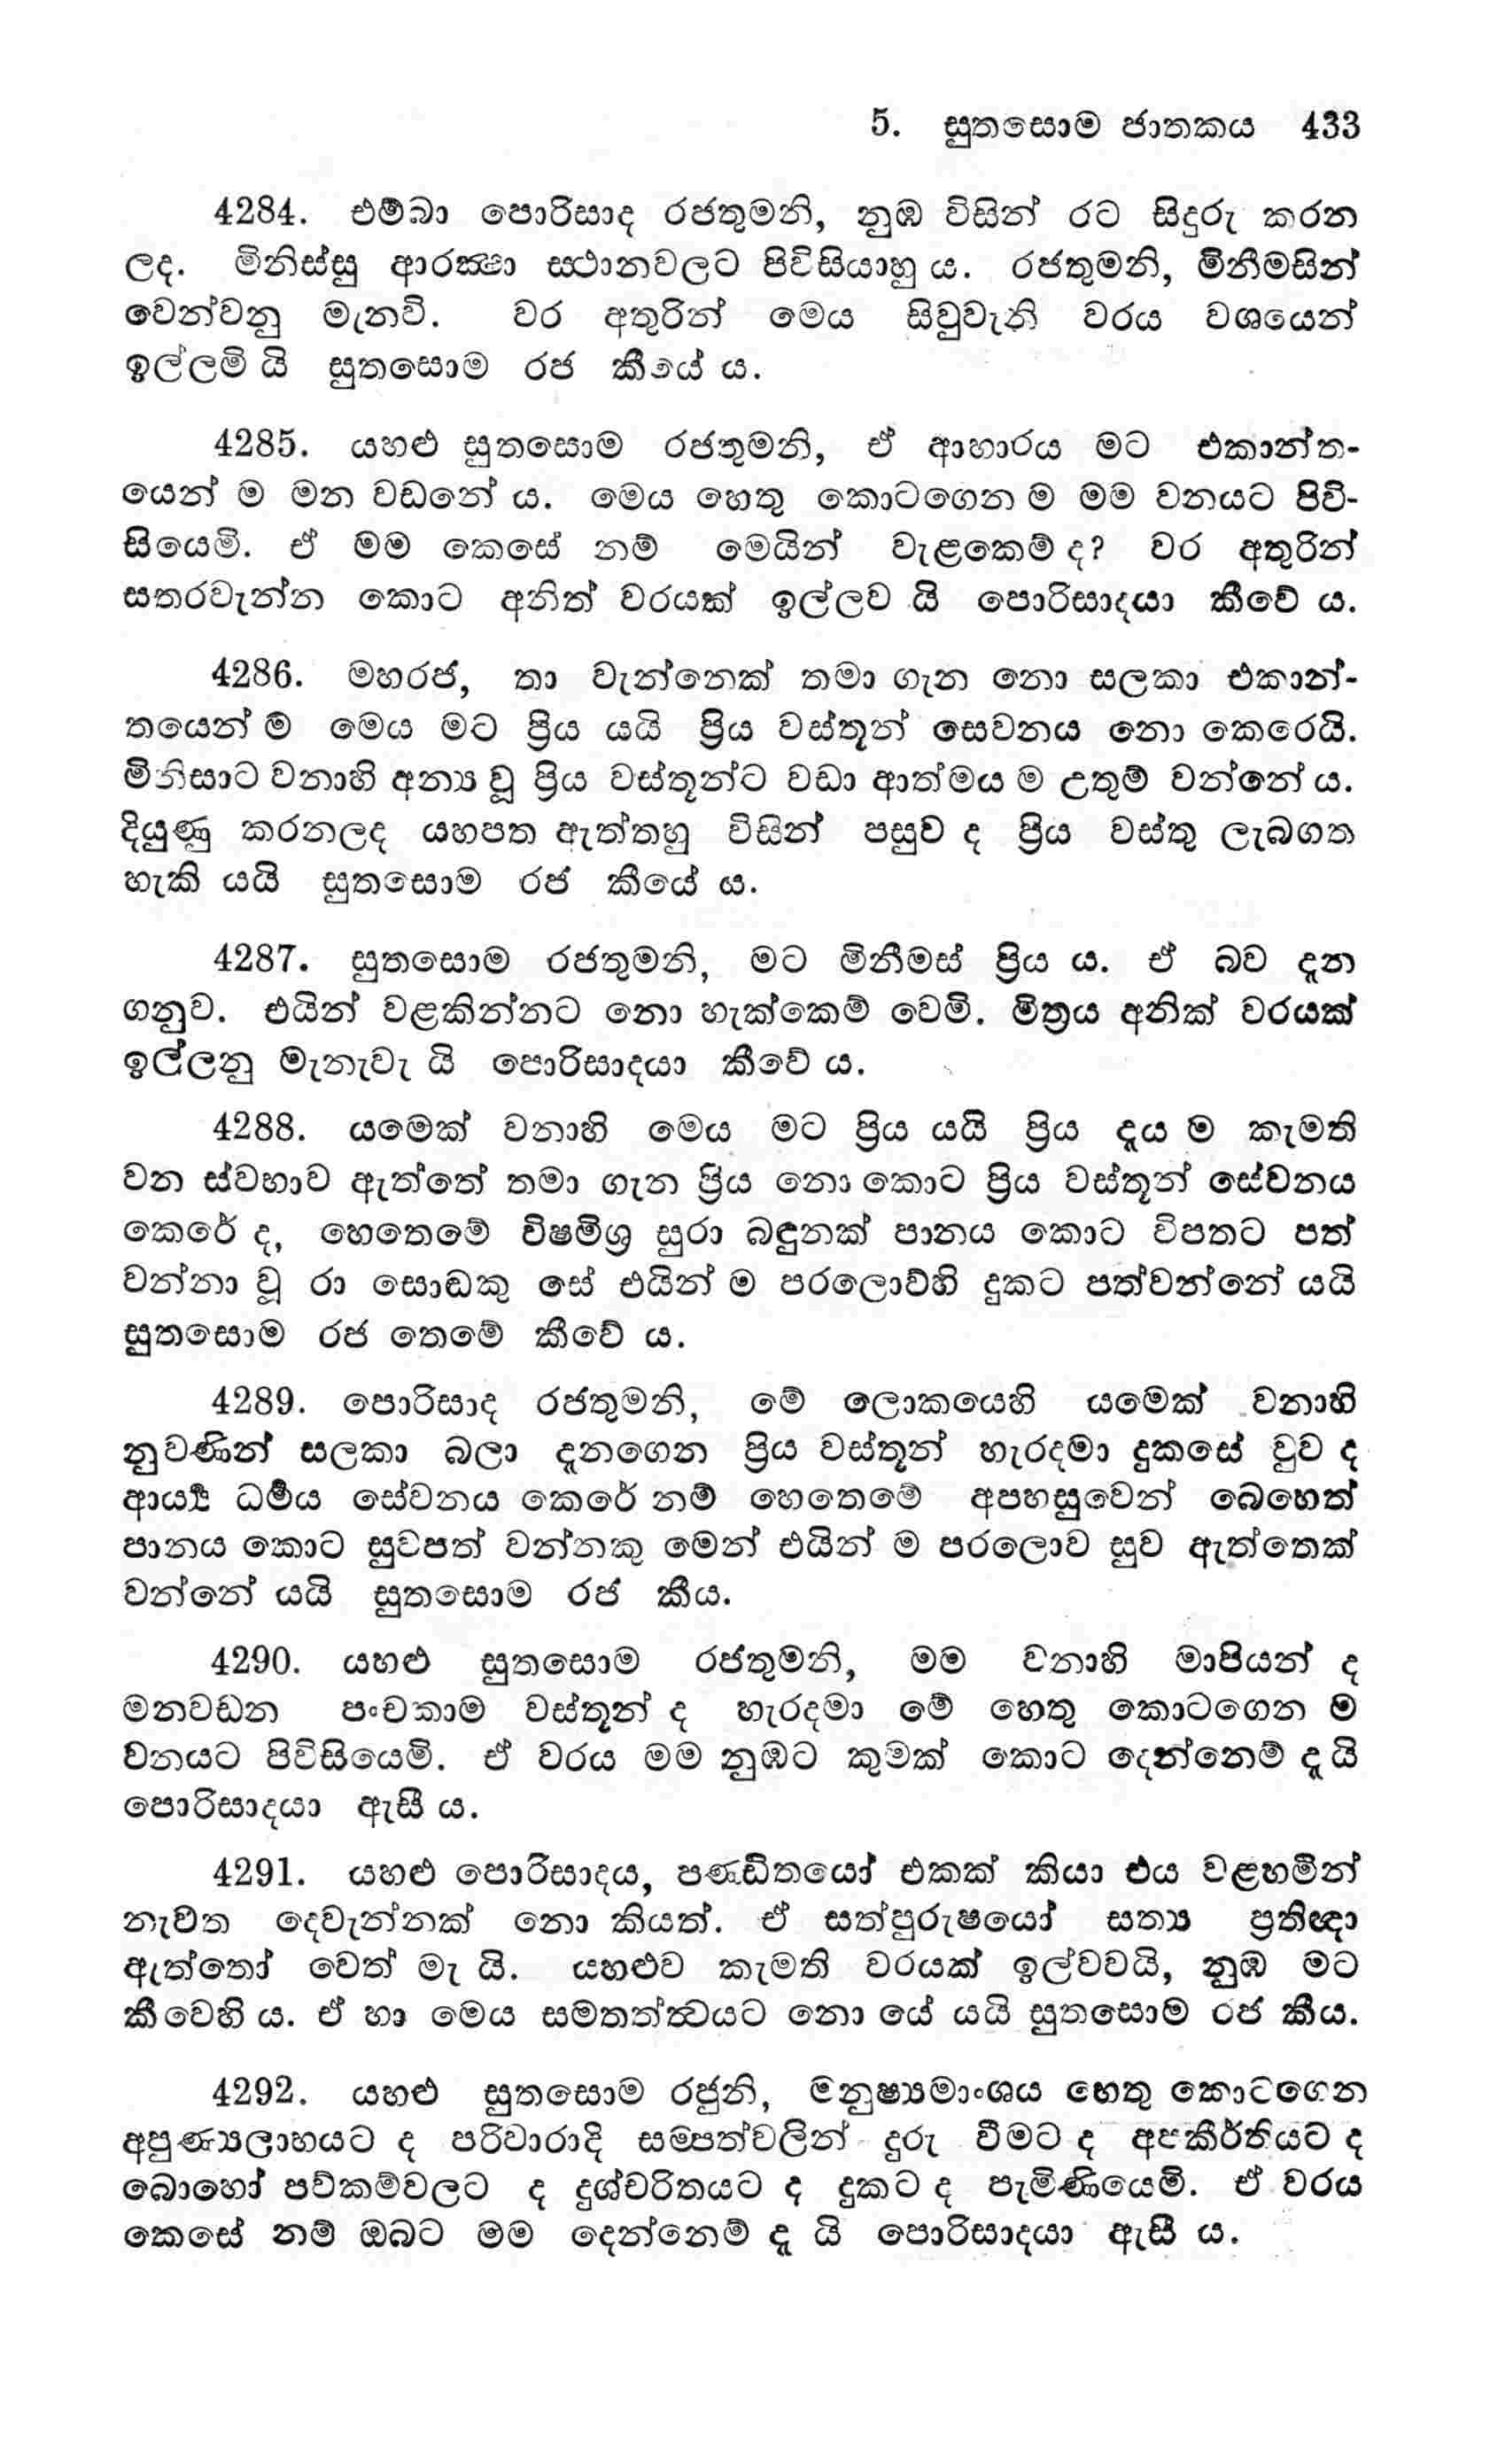 5. සුතසොම ජාතකය 433
4284. එම්බා පොරිසාද රජතුමනි, නුඹ විසින් රට සිදුරු කරන
ලද. මිනිස්සු ආරක්‍ෂා ස්ථානවලට පිවිසියාහු ය. රජතුමනි, මිනීමසින්
වෙන්වනු මැනවි. වර අතුරින් මෙය සිවුවැනි වරය වශයෙන්
ඉල්ලමි යි සුතසොම රජ කීයේ ය.
4285. යහළු සුතසොම රජතුමනි, ඒ ආහාරය මට එකාන්ත-
යෙන් ම මන වඩනේ ය. මෙය හෙතු කොටගෙන ම මම වනයට පිවි-
සියෙමි. ඒ මම කෙසේ නම් මෙයින් වැළකෙම් ද? වර අතුරින්
සතරවැන්න කොට අනිත් වරයක් ඉල්ලව යි පොරිසාදයා කීවේ ය.
4286. මහරජ, තා වැන්නෙක් තමා ගැන නො සලකා එකාන්-
තයෙන් ම මෙය මට ප්‍රිය යයි ප්‍රිය වස්තූන් සෙවනය නො කෙරෙයි.
මිනිසාට වනාහි අන්‍ය වූ ප්‍රිය වස්තූන්ට වඩා ආත්මය ම උතුම් වන්නේ ය.
දියුණු කරනලද යහපත ඇත්තහු විසින් පසුව ද ප්‍රිය වස්තු ලැබගත
හැකි යයි සුතසොම රජ කීයේ ය.
4287. සුතසොම රජතුමනි, මට මිනීමස් ප්‍රිය ය. ඒ බව දැන
ගනුව. එයින් වළකින්නට නො හැක්කෙම් වෙමි. මිත්‍රය අනික් වරයක්
ඉල්ලනු මැනැවැ යි පොරිසාදයා කීවේ ය.
4288. යමෙක් වනාහි මෙය මට ප්‍රිය යයි ප්‍රිය දැය ම කැමති
වන ස්වභාව ඇත්තේ තමා ගැන ප්‍රිය නො කොට ප්‍රිය වස්තූන් සේවනය
කෙරේ ද, හෙතෙමේ විෂමිශ්‍ර සුරා බඳුනක් පානය කොට විපතට පත්
වන්නා වූ රා සොඬකු සේ එයින් ම පරලොව්හි දුකට පත්වන්නේ යයි
සුතසොම රජ තෙමේ කීවේ ය.
4289. පොරිසාද රජතුමනි, මේ ලොකයෙහි යමෙක් වනාහි
නුවණින් සලකා බලා දැනගෙන ප්‍රිය වස්තූන් හැරදමා දුකසේ වුව ද
ආර්‍ය්‍ය ධර්‍මය සේවනය කෙරේ නම් හෙතෙමේ අපහසුවෙන් බෙහෙත්
පානය කොට සුවපත් වන්නකු මෙන් එයින් ම පරලොව සුව ඇත්තෙක්
වන්නේ යයි සුතසොම රජ කීය.
4290. යහළු සුතසොම රජතුමනි, මම වනාහි මාපියන් ද
මනවඩන පංචකාම වස්තූන් ද හැරදමා මේ හෙතු කොටගෙන ම
වනයට පිවිසියෙමි. ඒ වරය මම නුඹට කුමක් කොට දෙන්නෙම් දැ යි
පොරිසාදයා ඇසී ය.
4291. යහළු පොරිසාදය, පණ්ඩිතයෝ එකක් කියා එය වළහමින්
නැවත දෙවැන්නක් නො කියත්. ඒ සත්පුරුෂයෝ සත්‍ය ප්‍රතිඥා
ඇත්තෝ වෙත් මැ යි. යහළුව කැමති වරයක් ඉල්වවයි, නුඹ මට
කීවෙහි ය. ඒ හා මෙය සමතත්ත්‍වයට නො යේ යයි සුතසොම රජ කීය.
4292. යහළු සුතසොම රජුනි, මනුෂ්‍යමාංශය හෙතු කොටගෙන
අපුණ්‍යලාභයට ද පරිවාරාදි සම්පත්වලින් දුරු වීමට ද අපකීර්තියට ද
බොහෝ පව්කම්වලට ද දුශ්චරිතයට ද දුකට ද පැමිණියෙමි. ඒ වරය
කෙසේ නම් ඔබට මම දෙන්නෙම් දැ යි පොරිසාදයා ඇසී ය.